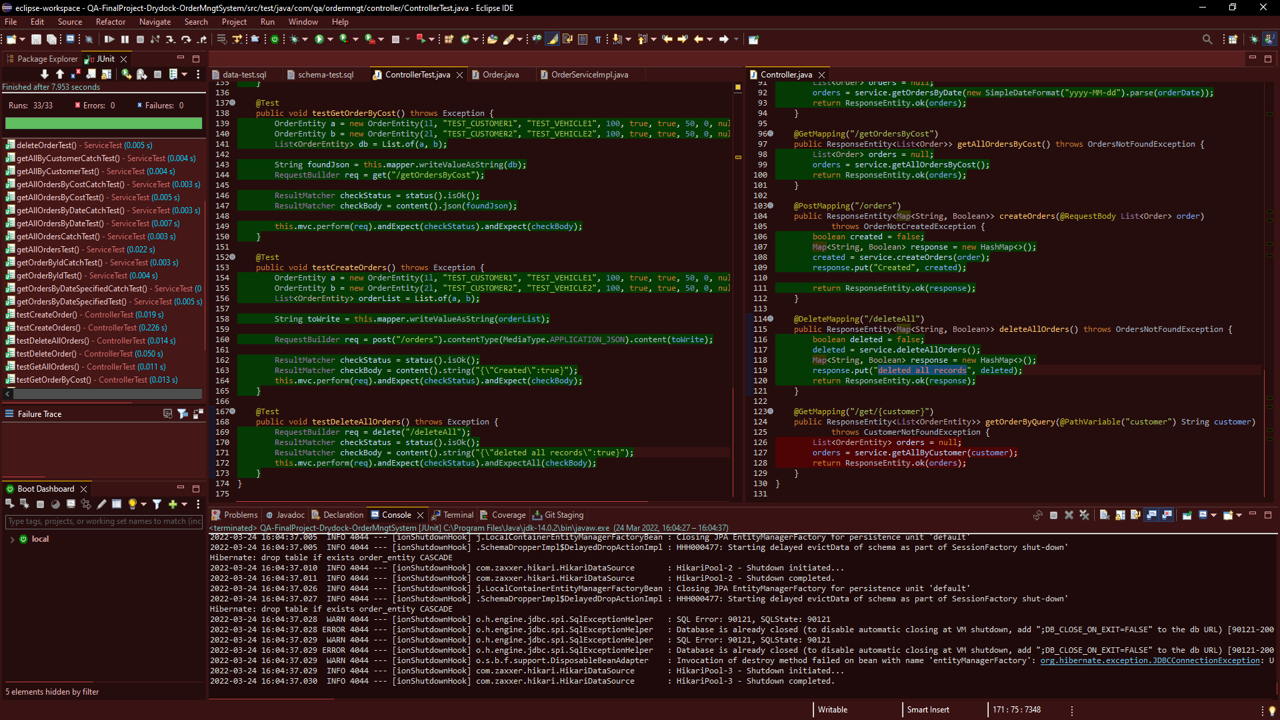 eclipse-workspace - QA-FinalProject-Drydock-OrderMngtSystem/src/test/java/com/qa/ordermngt/controller/ControllerTest.java - Eclipse IDE
File Edit Source Refactor Navigate Search Project Run Window Help
Package Explorer JUnit
Finished after 7.953 seconds
Runs: 33/33 Errors: 0 Failures: 0
deleteOrderTest() - ServiceTest (0.005 s)
getAllByCustomerCatchTest() - ServiceTest (0.004 s)
getAllByCustomerTest() - ServiceTest (0.004 s)
getAllOrdersByCostCatchTest() - ServiceTest (0.003 s)
getAllOrdersByCostTest() - ServiceTest (0.005 s)
getAllOrdersByDateCatchTest() - ServiceTest (0.003 s)
getAllOrdersByDateTest() - ServiceTest (0.007 s)
getAllOrdersCatchTest() - ServiceTest (0.003 s)
getAllOrdersTest() - ServiceTest (0.022 s)
getOrderByIdCatchTest() - ServiceTest (0.003 s)
getOrderByIdTest() - ServiceTest (0.004 s)
getOrdersByDateSpecifiedCatchTest() - ServiceTest (0
getOrdersByDateSpecifiedTest() - ServiceTest (0.005 s)
testCreateOrder() - ControllerTest (0.019 s)
testCreateOrders() - ControllerTest (0.226 s)
testDeleteAllOrders() - ControllerTest (0.014 s)
testDeleteOrder() - ControllerTest (0.050 s)
testGetAllOrders() - ControllerTest (0.011 s)
testGetOrderByCost() - ControllerTest (0.013 s)
Failure Trace
Boot Dashboard
Type tags, projects, or working set names to match (inc
local
5 elements hidden by filter
data-test.sql schema-test.sql ControllerTest.java Order.java OrderServiceImpl.java
135 }
136
137 @Test
138 public void testGetOrderByCost() throws Exception {
139 OrderEntity a = new OrderEntity(1l, "TEST_CUSTOMER1", "TEST_VEHICLE1", 100, true, true, 50, 0, nu
140 OrderEntity b = new OrderEntity(2l, "TEST_CUSTOMER2", "TEST_VEHICLE2", 100, true, true, 50, 0, nu
141 List<OrderEntity> db = List.of(a, b);
142
143 String foundJson = this.mapper.writeValueAsString(db);
144 RequestBuilder req = get("/getOrdersByCost");
145
146 ResultMatcher checkStatus = status().isOk();
147 ResultMatcher checkBody = content().json(foundJson);
148
149 this.mvc.perform(req).andExpect(checkStatus).andExpect(checkBody);
150 }
151
152 @Test
153 public void testCreateOrders() throws Exception {
154 OrderEntity a = new OrderEntity(1l, "TEST_CUSTOMER1", "TEST_VEHICLE1", 100, true, true, 50, 0, nu
155 OrderEntity b = new OrderEntity(2l, "TEST_CUSTOMER2", "TEST_VEHICLE2", 100, true, true, 50, 0, nu
156 List<OrderEntity> orderList = List.of(a, b);
157
158 String toWrite = this.mapper.writeValueAsString(orderList);
159
160 RequestBuilder req = post("/orders").contentType(MediaType.APPLICATION_JSON).content(toWrite);
161
162 ResultMatcher checkStatus = status().isOk();
163 ResultMatcher checkBody = content().string("{\"Created\":true}");
164 this.mvc.perform(req).andExpect(checkStatus).andExpect(checkBody);
165 }
166
167 @Test
168 public void testDeleteAllOrders() throws Exception {
169 RequestBuilder req = delete("/deleteAll");
170 ResultMatcher checkStatus = status().isOk();
171 ResultMatcher checkBody = content().string("{\"deleted all records\":true}");
172 this.mvc.perform(req).andExpect(checkStatus).andExpectAll(checkBody);
173 }
174 }
175
Controller.java
91 List<Order> orders = null;
92 orders = service.getOrdersByDate(new SimpleDateFormat("yyyy-MM-dd").parse(orderDate));
93 return ResponseEntity.ok(orders);
94 }
95
96 @GetMapping("/getOrdersByCost")
97 public ResponseEntity<List<Order>> getAllOrdersByCost() throws OrdersNotFoundException {
98 List<Order> orders = null;
99 orders = service.getAllOrdersByCost();
100 return ResponseEntity.ok(orders);
101 }
102
103 @PostMapping("/orders")
104 public ResponseEntity<Map<String, Boolean>> createOrders(@RequestBody List<Order> order)
105 throws OrderNotCreatedException {
106 boolean created = false;
107 Map<String, Boolean> response = new HashMap<>();
108 created = service.createOrders(order);
109 response.put("Created", created);
110
111 return ResponseEntity.ok(response);
112 }
113
114 @DeleteMapping("/deleteAll")
115 public ResponseEntity<Map<String, Boolean>> deleteAllOrders() throws OrdersNotFoundException {
116 boolean deleted = false;
117 deleted = service.deleteAllOrders();
118 Map<String, Boolean> response = new HashMap<>();
119 response.put("deleted all records", deleted);
120 return ResponseEntity.ok(response);
121 }
122
123 @GetMapping("/get/{customer}")
124 public ResponseEntity<List<OrderEntity>> getOrderByQuery(@PathVariable("customer") String customer)
125 throws CustomerNotFoundException {
126 List<OrderEntity> orders = null;
127 orders = service.getAllByCustomer(customer);
128 return ResponseEntity.ok(orders);
129 }
130 }
131
Problems Javadoc Declaration Console Terminal Coverage Git Staging
<terminated> QA-FinalProject-Drydock-OrderMngtSystem [JUnit] C:\Program Files\Java\jdk-14.0.2\bin\javaw.exe (24 Mar 2022, 16:04:27 – 16:04:37)
2022-03-24 16:04:37.005 INFO 4044 --- [ionShutdownHook] j.LocalContainerEntityManagerFactoryBean : Closing JPA EntityManagerFactory for persistence unit 'default'
2022-03-24 16:04:37.005 INFO 4044 --- [ionShutdownHook] .SchemaDropperImpl$DelayedDropActionImpl : HHH000477: Starting delayed evictData of schema as part of SessionFactory shut-down'
Hibernate: drop table if exists order_entity CASCADE
2022-03-24 16:04:37.010 INFO 4044 --- [ionShutdownHook] com.zaxxer.hikari.HikariDataSource : HikariPool-2 - Shutdown initiated...
2022-03-24 16:04:37.011 INFO 4044 --- [ionShutdownHook] com.zaxxer.hikari.HikariDataSource : HikariPool-2 - Shutdown completed.
2022-03-24 16:04:37.026 INFO 4044 --- [ionShutdownHook] j.LocalContainerEntityManagerFactoryBean : Closing JPA EntityManagerFactory for persistence unit 'default'
2022-03-24 16:04:37.027 INFO 4044 --- [ionShutdownHook] .SchemaDropperImpl$DelayedDropActionImpl : HHH000477: Starting delayed evictData of schema as part of SessionFactory shut-down'
Hibernate: drop table if exists order_entity CASCADE
2022-03-24 16:04:37.028 WARN 4044 --- [ionShutdownHook] o.h.engine.jdbc.spi.SqlExceptionHelper : SQL Error: 90121, SQLState: 90121
2022-03-24 16:04:37.028 ERROR 4044 --- [ionShutdownHook] o.h.engine.jdbc.spi.SqlExceptionHelper : Database is already closed (to disable automatic closing at VM shutdown, add ";DB_CLOSE_ON_EXIT=FALSE" to the db URL) [90121-200
2022-03-24 16:04:37.029 WARN 4044 --- [ionShutdownHook] o.h.engine.jdbc.spi.SqlExceptionHelper : SQL Error: 90121, SQLState: 90121
2022-03-24 16:04:37.029 ERROR 4044 --- [ionShutdownHook] o.h.engine.jdbc.spi.SqlExceptionHelper : Database is already closed (to disable automatic closing at VM shutdown, add ";DB_CLOSE_ON_EXIT=FALSE" to the db URL) [90121-200
2022-03-24 16:04:37.029 WARN 4044 --- [ionShutdownHook] o.s.b.f.support.DisposableBeanAdapter : Invocation of destroy method failed on bean with name 'entityManagerFactory': org.hibernate.exception.JDBCConnectionException: U
2022-03-24 16:04:37.029 INFO 4044 --- [ionShutdownHook] com.zaxxer.hikari.HikariDataSource : HikariPool-3 - Shutdown initiated...
2022-03-24 16:04:37.030 INFO 4044 --- [ionShutdownHook] com.zaxxer.hikari.HikariDataSource : HikariPool-3 - Shutdown completed.
Writable Smart Insert 171 : 75 : 7348